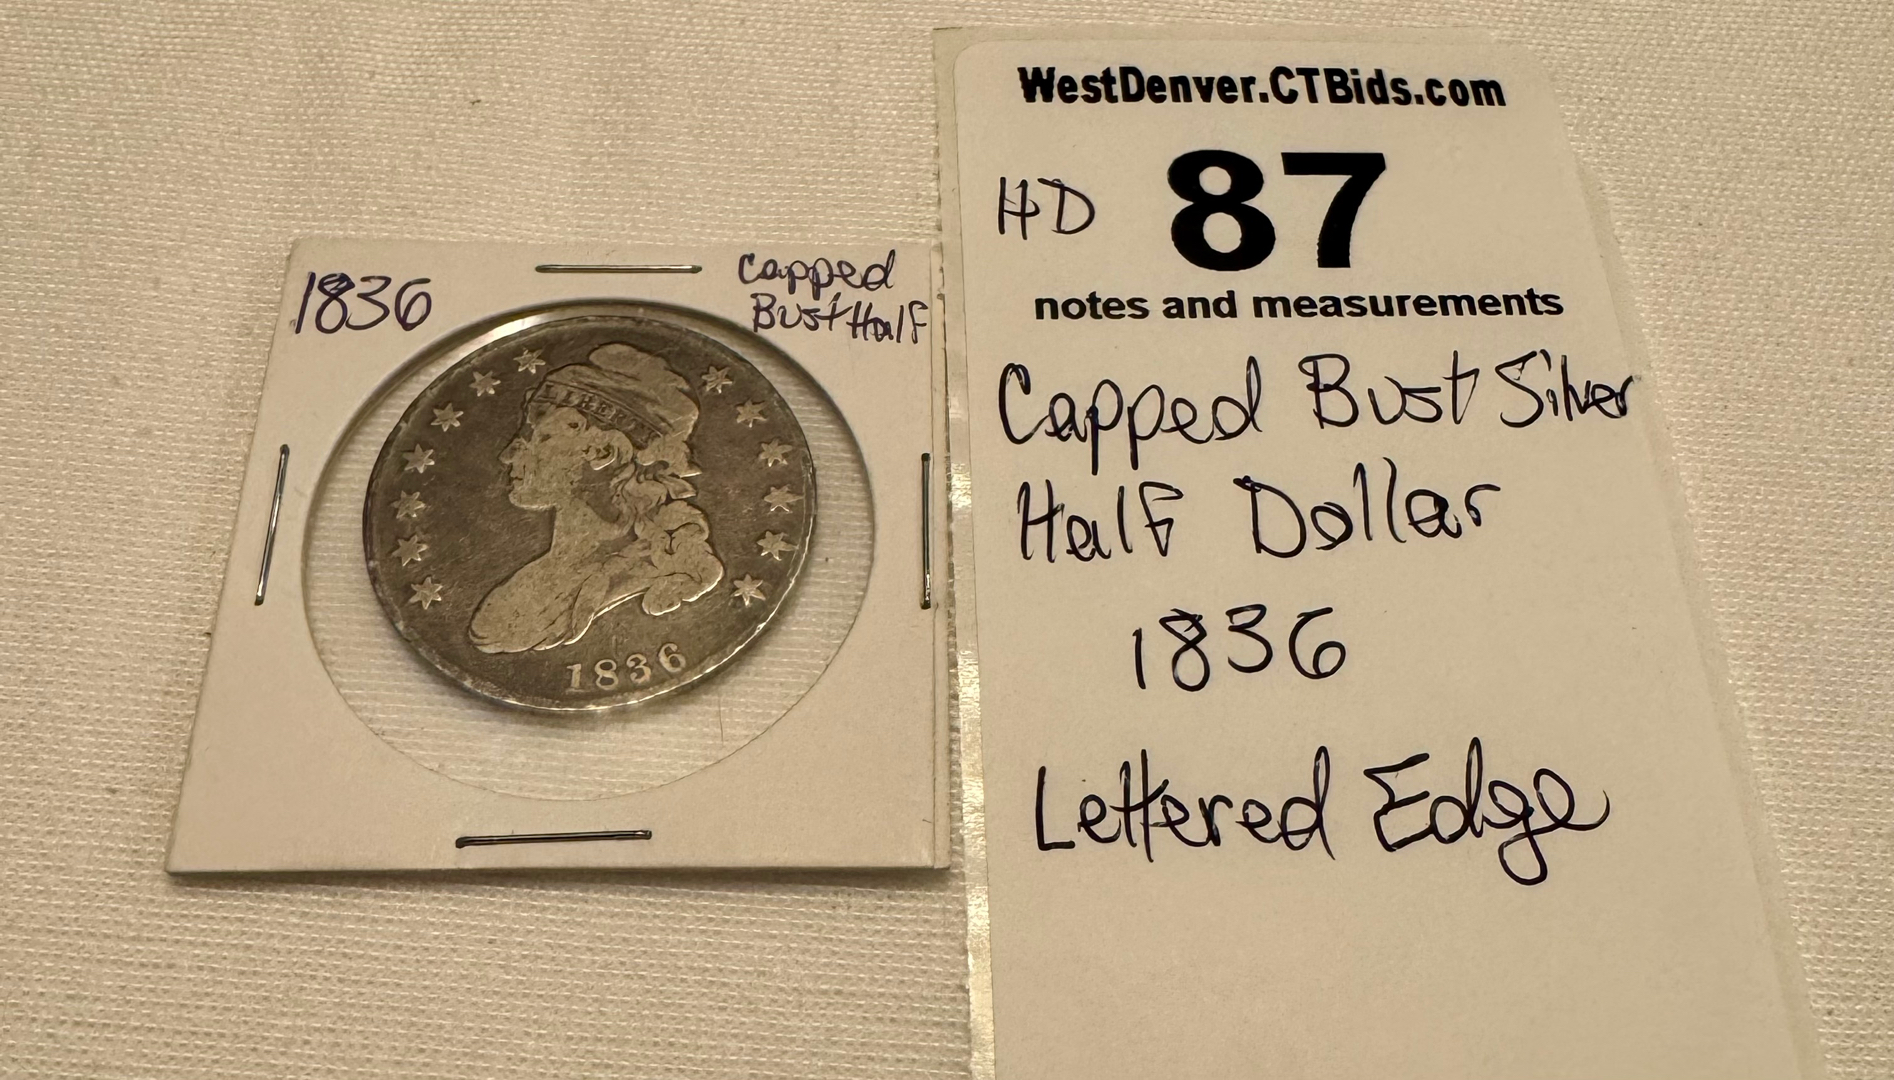 1836
Capped
Bust Half
LIBERTY
1836
WestDenver.CTBids.com
HD 87
notes and measurements
Capped Bust Silver
Half Dollar
1836
Lettered Edge